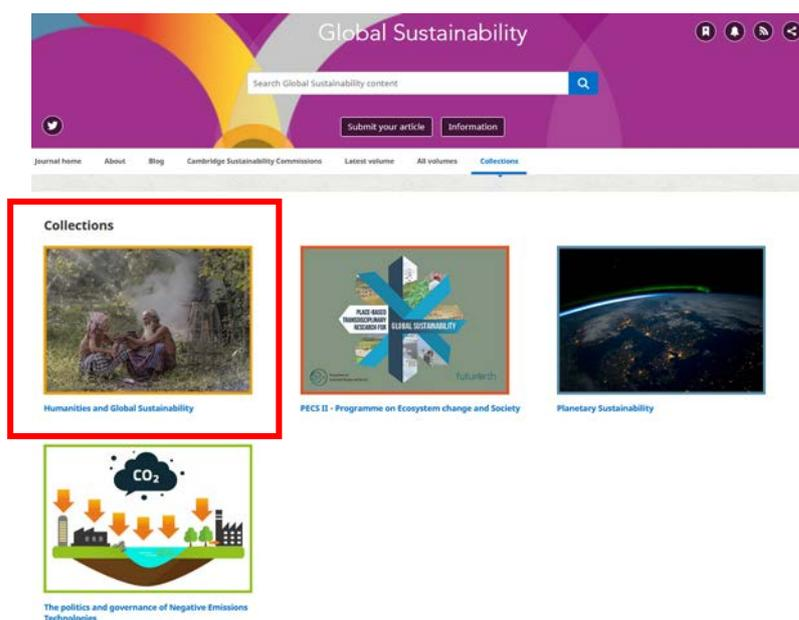 Global Sustainability
Search Global Sustainability content
Submit your article
Information
Journal home
About
Blog
Cambridge Sustainability Commissions
Latest volume
All volumes
Collections
Collections
PLACE-BASED
TRANSDISCIPLINARY
RESEARCH FOR
GLOBAL SUSTAINABILITY
futurearth
Humanities and Global Sustainability
PECS II - Programme on Ecosystem change and Society
Planetary Sustainability
CO₂
The politics and governance of Negative Emissions
Technologies